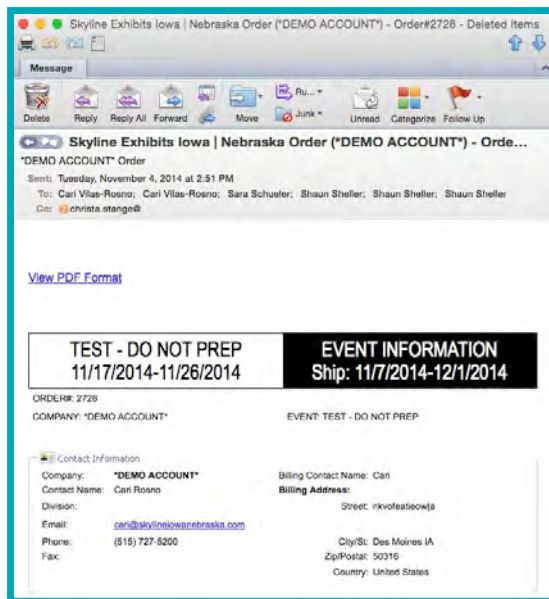 Skyline Exhibits Iowa | Nebraska Order (*DEMO ACCOUNT*) - Order#2728 - Deleted Items
Message
Delete Reply Reply All Forward Move Ru... Junk Unread Categorize Follow Up
Skyline Exhibits Iowa | Nebraska Order (*DEMO ACCOUNT*) - Orde...
*DEMO ACCOUNT* Order
Sent: Tuesday, November 4, 2014 at 2:51 PM
To: Cari Vilas-Rosno; Cari Vilas-Rosno; Sara Schueler; Shaun Sheller; Shaun Sheller; Shaun Sheller
Cc: christa.stange@
View PDF Format
TEST - DO NOT PREP
11/17/2014-11/26/2014
EVENT INFORMATION
Ship: 11/7/2014-12/1/2014
ORDER#: 2728
COMPANY: *DEMO ACCOUNT* EVENT: TEST - DO NOT PREP
Contact Information
Company: *DEMO ACCOUNT* Billing Contact Name: Cari
Contact Name: Cari Rosno Billing Address:
Division: Street: nkvofeatieowja
Email: cari@skylineiowanebraska.com
Phone: (515) 727-5200 City/St: Des Moines IA
Fax: Zip/Postal: 50316
Country: United States